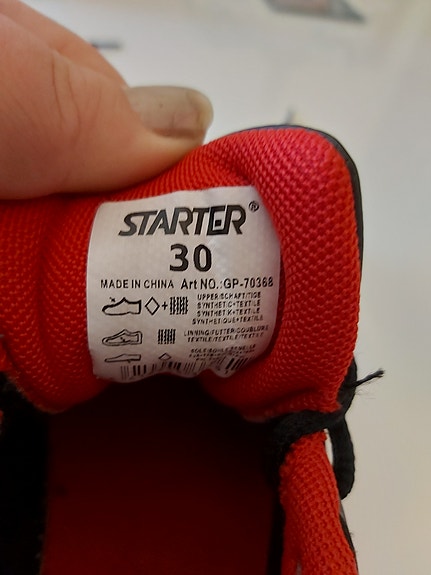 STARTER®
30
MADE IN CHINA Art NO.:GP-70368
UPPER/SCHAFT/TIGE
SYNTHETIC+TEXTILE
SYNTHETIK+TEXTIL
SYNTHETIQUE+TEXTILE
LINNING/FUTTER/DOUBLURE
TEXTILE/TEXTIL/TEXTILE